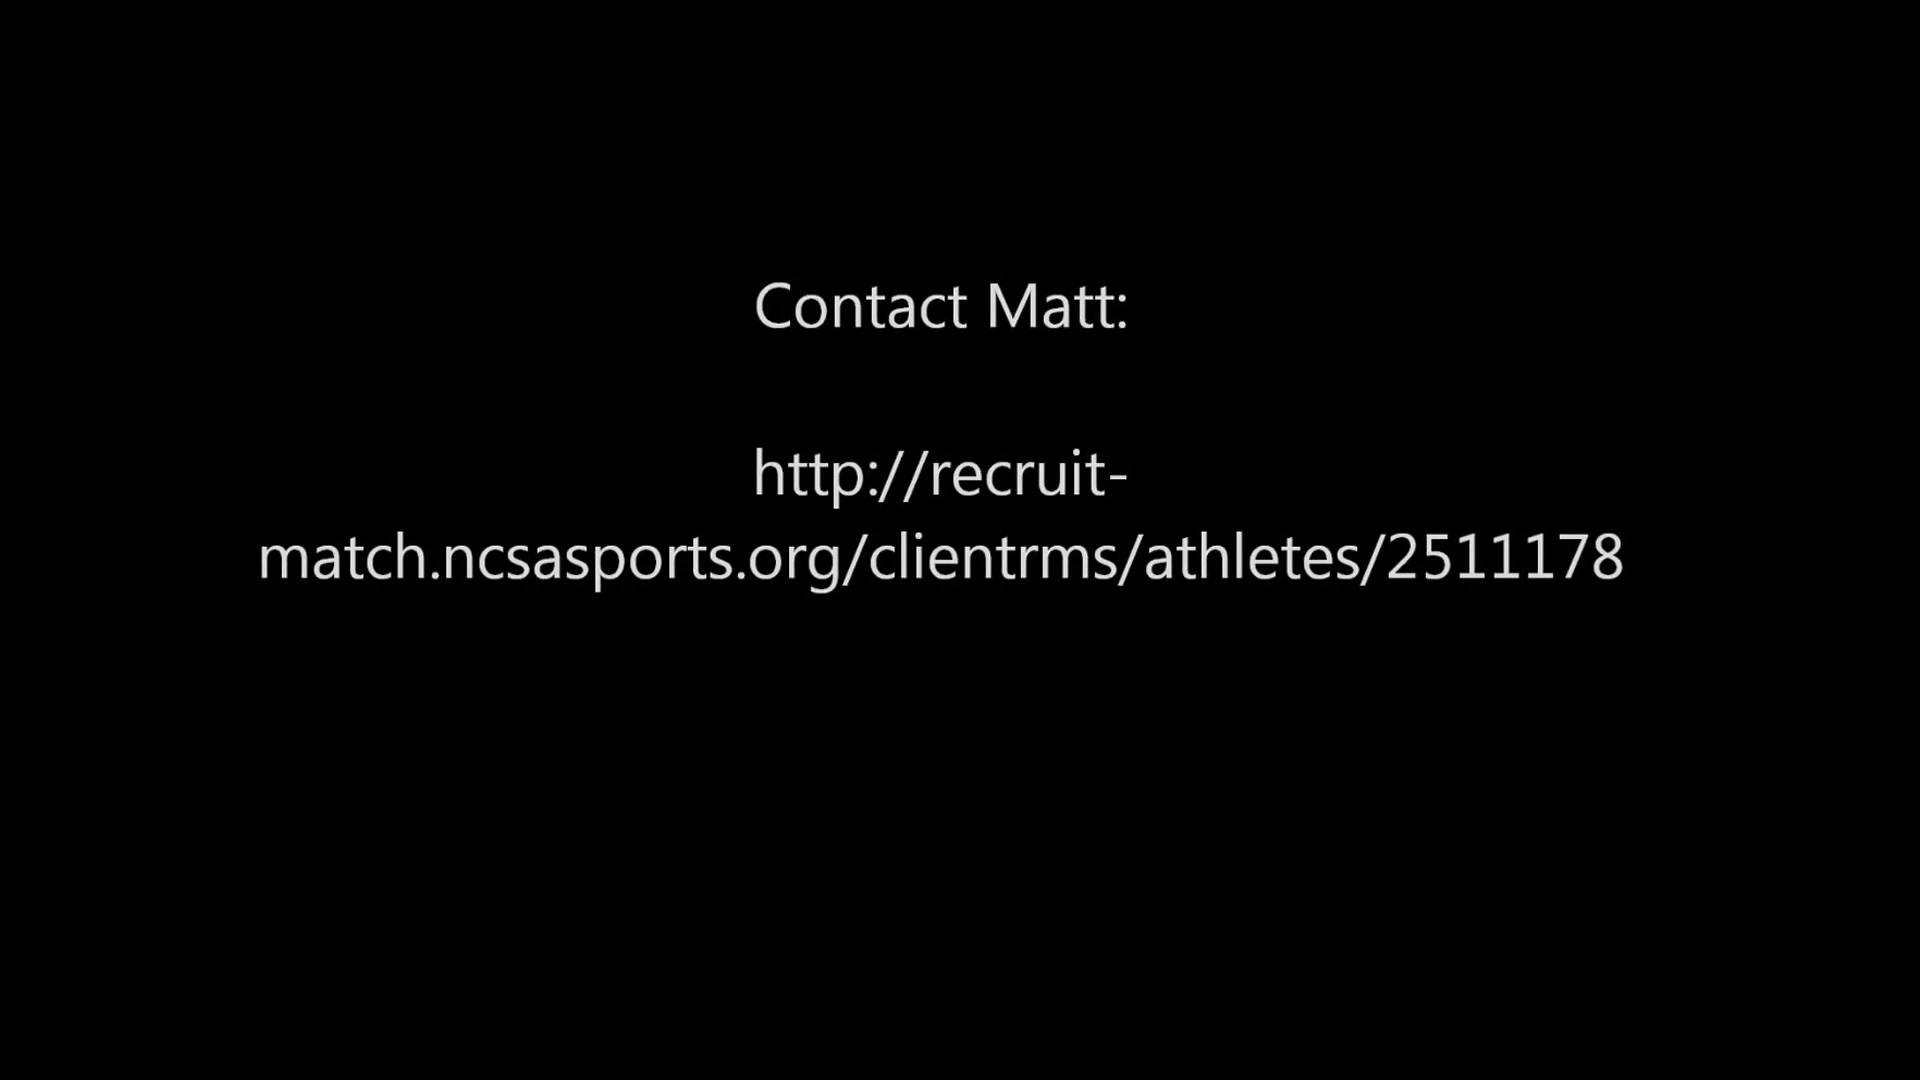 Contact Matt:
http://recruit-
match.ncsasports.org/clientrms/athletes/2511178